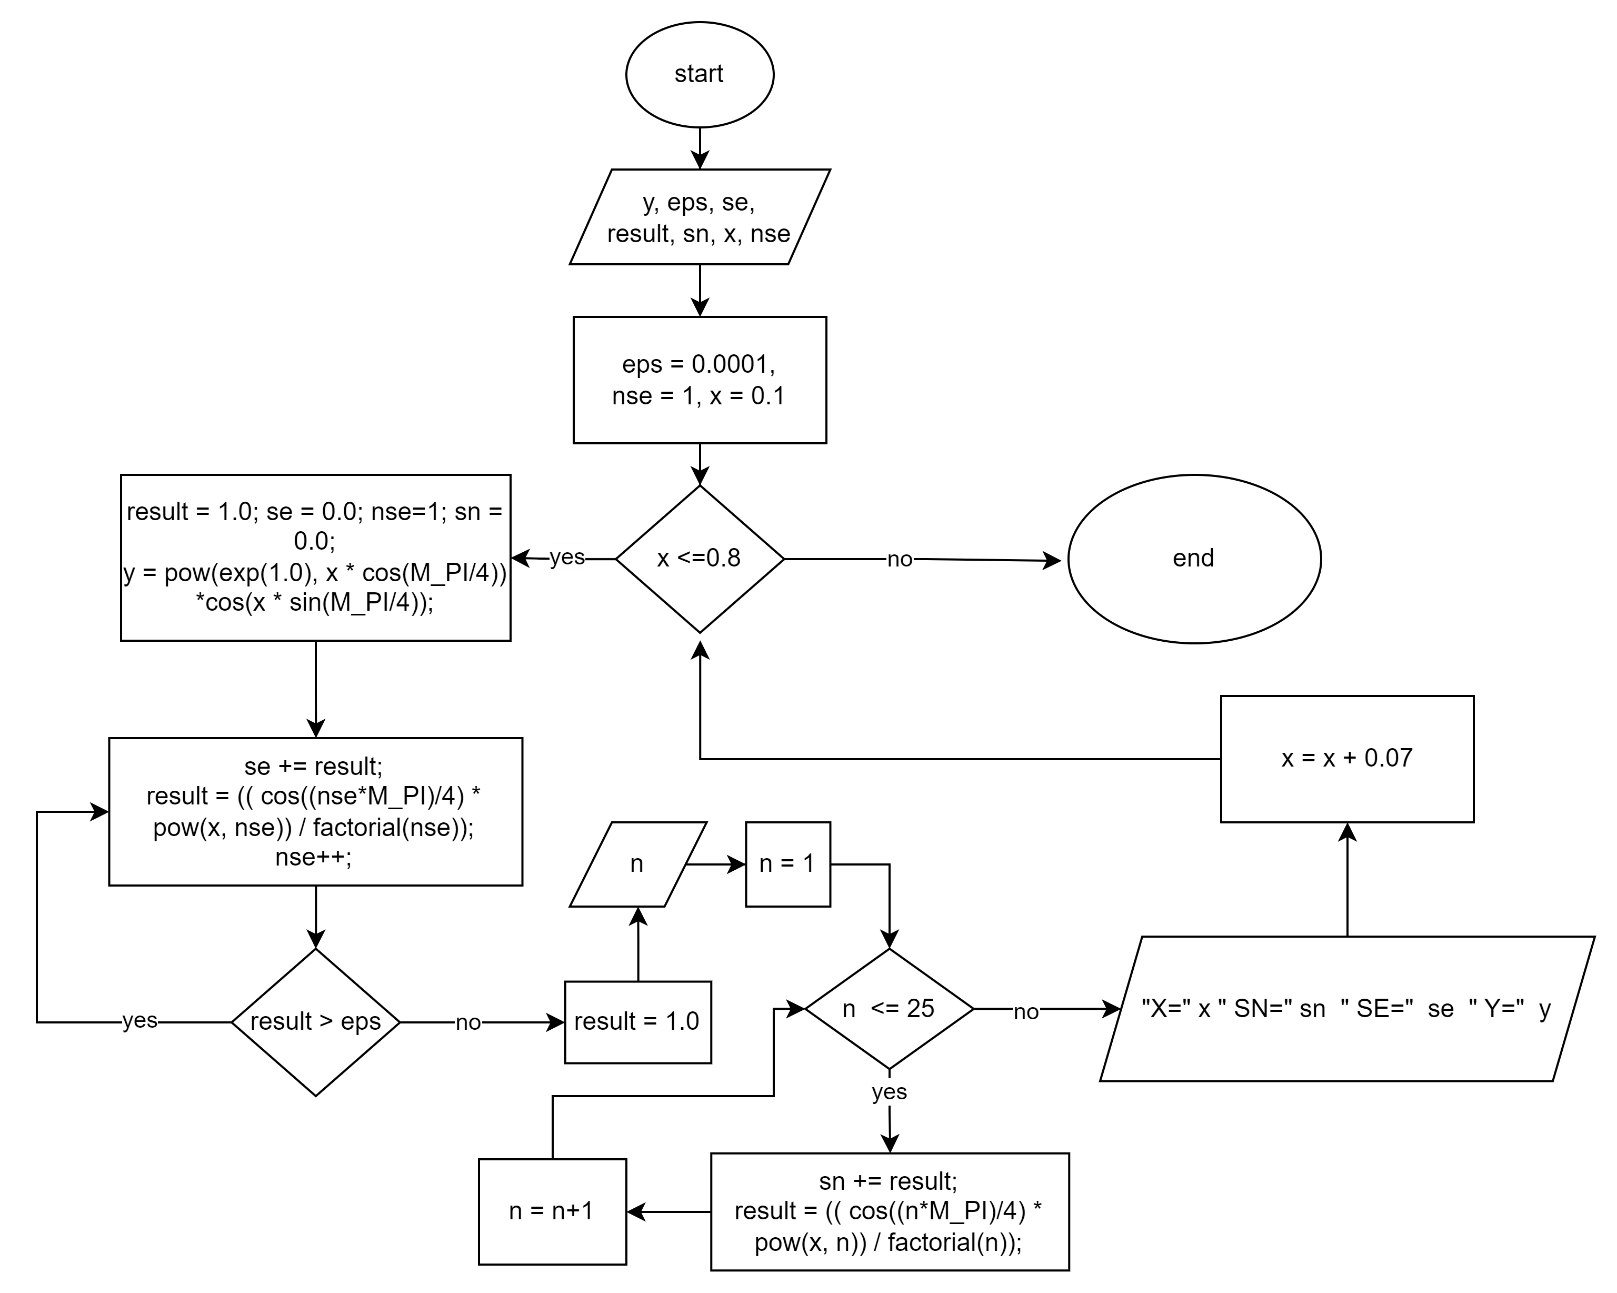 start
y, eps, se,
result, sn, x, nse
eps = 0.0001,
nse = 1, x = 0.1
result = 1.0; se = 0.0; nse=1; sn =
0.0;
y = pow(exp(1.0), x * cos(M_PI/4))
*cos(x * sin(M_PI/4));
yes
x <=0.8
no
end
se += result;
result = (( cos((nse*M_PI)/4) *
pow(x, nse)) / factorial(nse));
nse++;
x = x + 0.07
n
n = 1
yes
result > eps
no
result = 1.0
n <= 25
no
"X=" x " SN=" sn " SE=" se " Y=" y
yes
n = n+1
sn += result;
result = (( cos((n*M_PI)/4) *
pow(x, n)) / factorial(n));